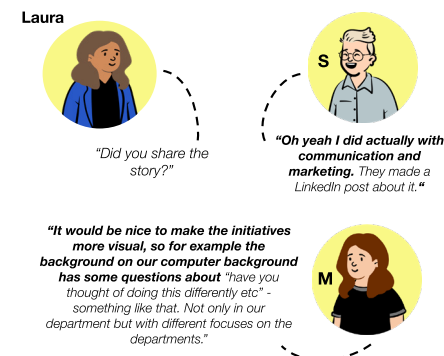 Laura
S
“Did you share the
story?”
“Oh yeah I did actually with
communication and
marketing. They made a
LinkedIn post about it.“
“It would be nice to make the initiatives
more visual, so for example the
background on our computer background
has some questions about “have you
thought of doing this differently etc” -
something like that. Not only in our
department but with different focuses on the
departments.”
M